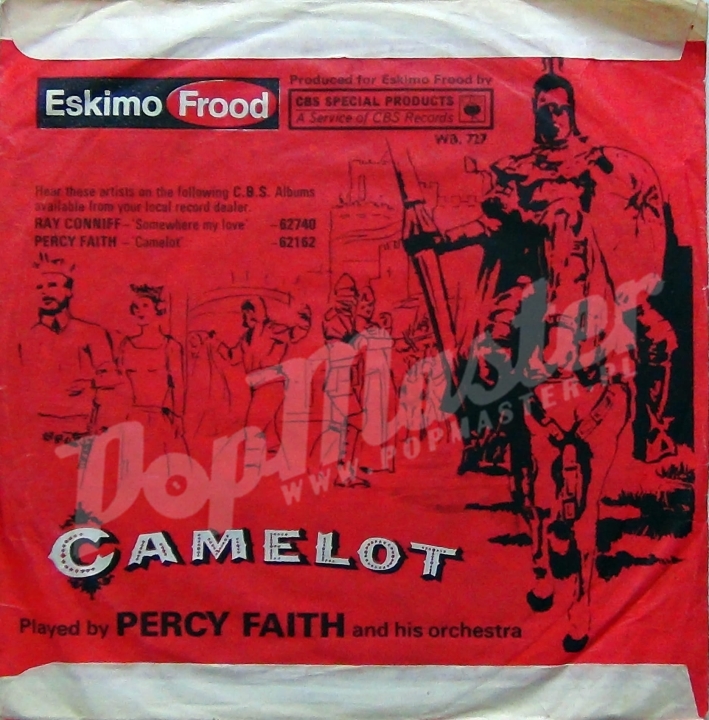 Eskimo Frood
Produced for Eskimo Frood by
CBS SPECIAL PRODUCTS
A Service of CBS Records
WB. 727
Hear these artists on the following C.B.S. Albums
available from your local record dealer.
RAY CONNIFF - 'Somewhere my love' - 62740
PERCY FAITH - 'Camelot' - 62162
PopMaster
WWW.POPMASTER.PL
CAMELOT
Played by PERCY FAITH and his orchestra